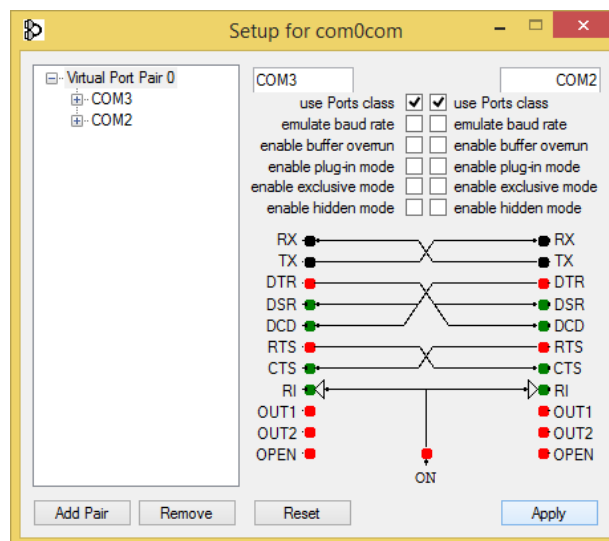 Setup for com0com
Virtual Port Pair 0
COM3
COM2
COM3 COM2
use Ports class use Ports class
emulate baud rate emulate baud rate
enable buffer overrun enable buffer overrun
enable plug-in mode enable plug-in mode
enable exclusive mode enable exclusive mode
enable hidden mode enable hidden mode
RX RX
TX TX
DTR DTR
DSR DSR
DCD DCD
RTS RTS
CTS CTS
RI RI
OUT1 OUT1
OUT2 OUT2
OPEN OPEN
ON
Add Pair Remove Reset Apply